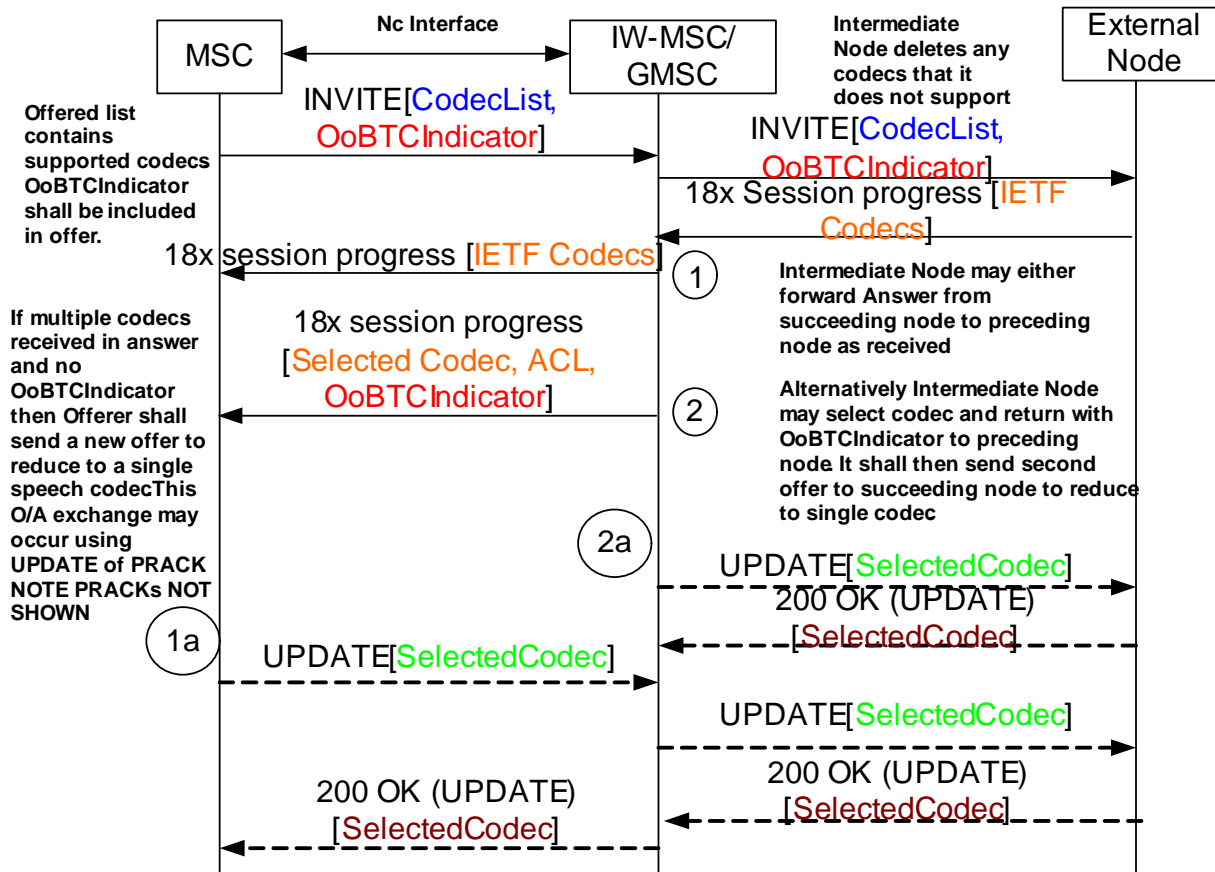 MSC
Nc Interface
IW-MSC/
GMSC
Intermediate
Node deletes any
codecs that it
does not support
External
Node
Offered list
contains
supported codecs
OoBTCIndicator
shall be included
in offer.
INVITE[CodecList,
OoBTCIndicator]
INVITE[CodecList,
OoBTCIndicator]
18x Session progress [IETF
Codecs]
18x session progress [IETF Codecs]
1
Intermediate Node may either
forward Answer from
succeeding node to preceding
node as received
If multiple codecs
received in answer
and no
OoBTCIndicator
then Offerer shall
send a new offer to
reduce to a single
speech codec.This
O/A exchange may
occur using
UPDATE of PRACK
NOTE PRACKs NOT
SHOWN
18x session progress
[Selected Codec, ACL,
OoBTCIndicator]
2
Alternatively Intermediate Node
may select codec and return with
OoBTCIndicator to preceding
node. It shall then send second
offer to succeeding node to reduce
to single codec
2a
UPDATE[SelectedCodec]
200 OK (UPDATE)
[SelectedCodec]
1a
UPDATE[SelectedCodec]
UPDATE[SelectedCodec]
200 OK (UPDATE)
[SelectedCodec]
200 OK (UPDATE)
[SelectedCodec]